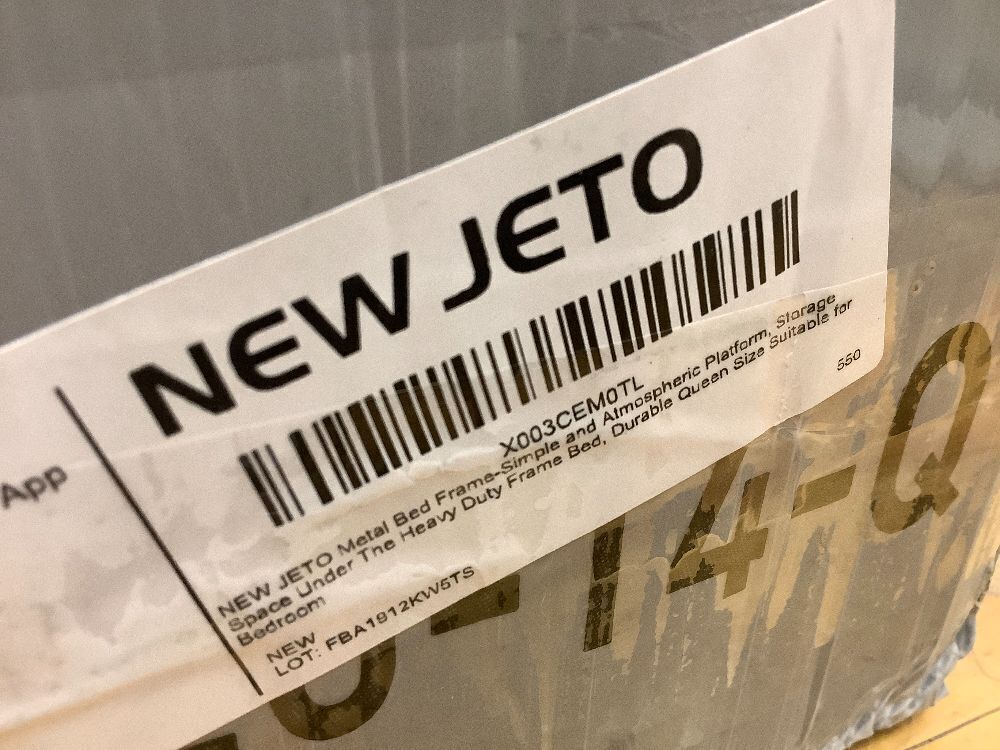 NEW JETO
App
X003CEM0TL
NEW JETO Metal Bed Frame-Simple and Atmospheric Platform, Storage
Space Under The Heavy Duty Frame Bed, Durable Queen Size Suitable for
Bedroom
550
NEW
LOT: FBA1912KW5TS
-14-Q